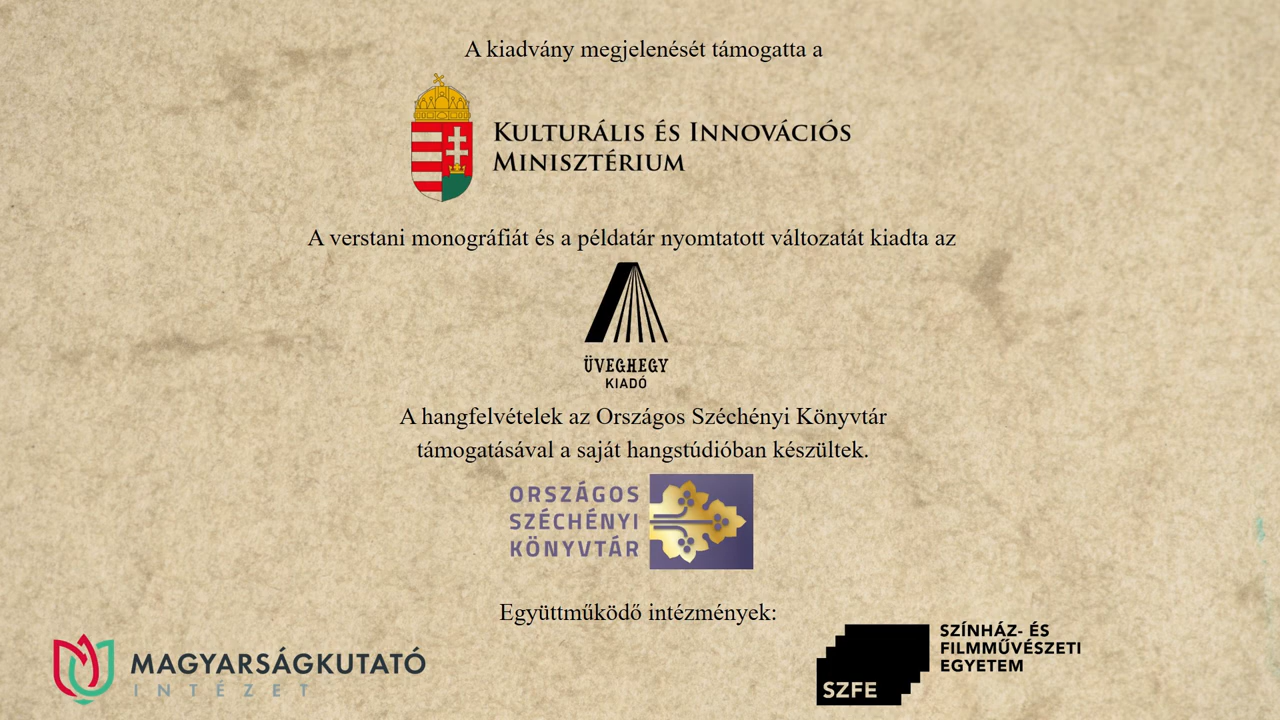 A kiadvány megjelenését támogatta a
Kulturális és Innovációs
Minisztérium
A verstani monográfiát és a példatár nyomtatott változatát kiadta az
ÜVEGHEGY
KIADÓ
A hangfelvételek az Országos Széchényi Könyvtár
támogatásával a saját hangstúdióban készültek.
ORSZÁGOS
SZÉCHÉNYI
KÖNYVTÁR
Együttműködő intézmények:
MAGYARSÁGKUTATÓ
INTÉZET
SZFE
SZÍNHÁZ- ÉS
FILMMŰVÉSZETI
EGYETEM